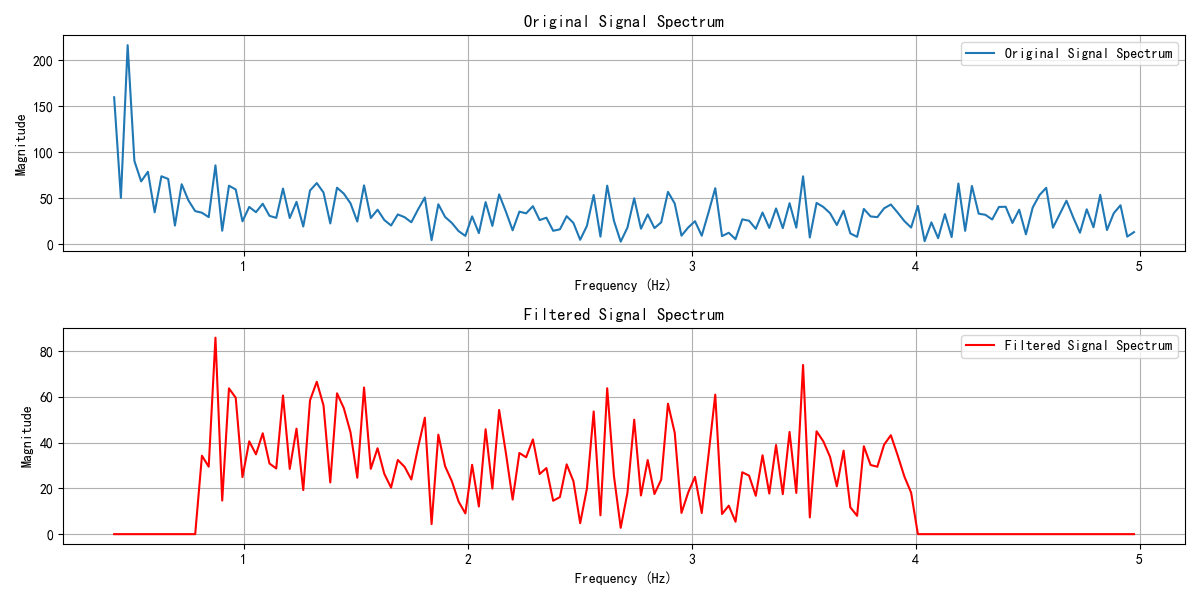 Original Signal Spectrum
Original Signal Spectrum
200
150
100
50
0
Magnitude
1 2 3 4 5
Frequency (Hz)
Filtered Signal Spectrum
Filtered Signal Spectrum
80
60
40
20
0
Magnitude
1 2 3 4 5
Frequency (Hz)